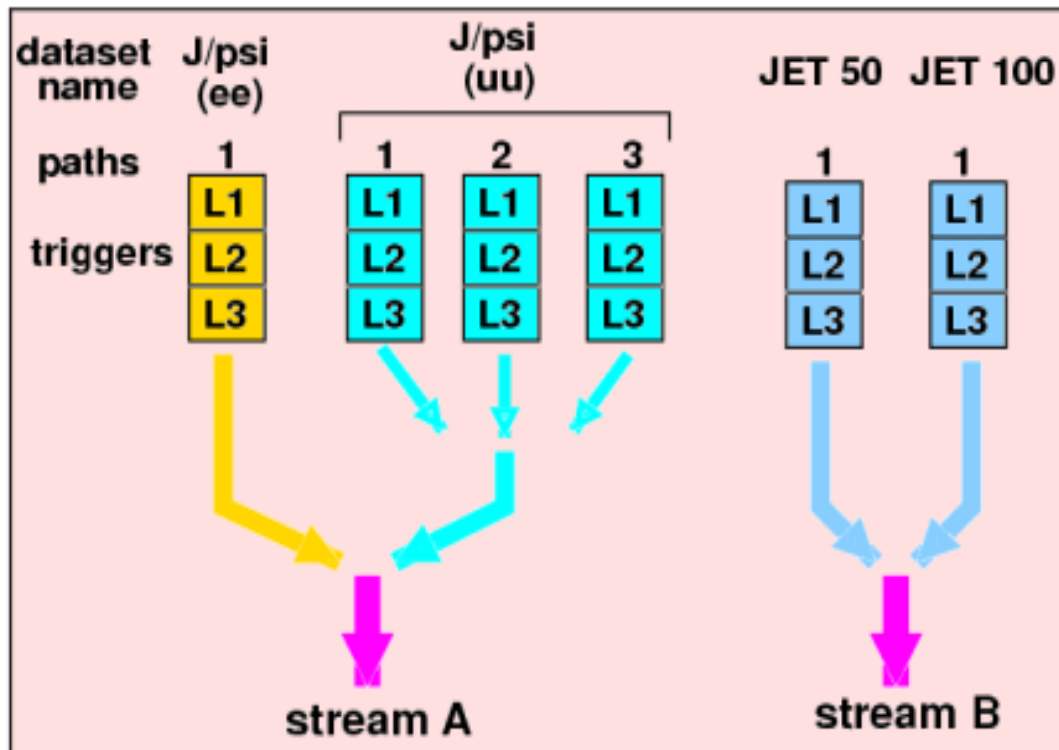 dataset name
J/psi (ee)
J/psi (uu)
JET 50 JET 100
paths 1 1 2 3 1 1
triggers
L1 L1 L1 L1 L1 L1
L2 L2 L2 L2 L2 L2
L3 L3 L3 L3 L3 L3
stream A stream B